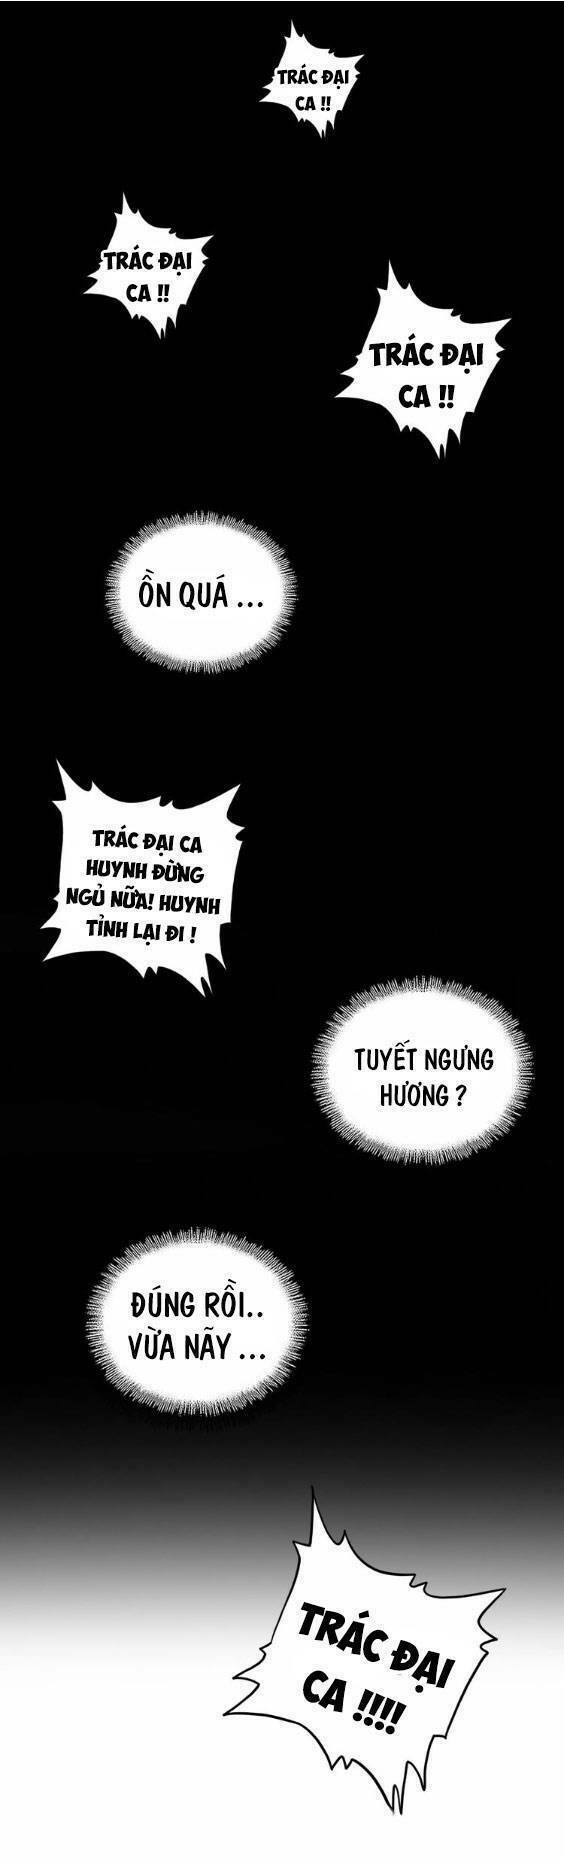 TRÁC ĐẠI
CA !!
TRÁC ĐẠI
CA !!
TRÁC ĐẠI
CA !!
ỒN QUÁ ...
TRÁC ĐẠI CA
HUYNH ĐỪNG
NGỦ NỮA! HUYNH
TỈNH LẠI ĐI !
TUYẾT NGƯNG
HƯƠNG ?
ĐÚNG RỒI..
VỪA NÃY ...
TRÁC ĐẠI
CA !!!!